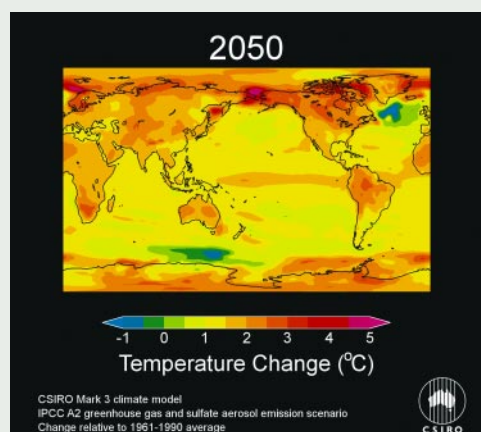 2050
-1 0 1 2 3 4 5
Temperature Change (°C)
CSIRO Mark 3 climate model
IPCC A2 greenhouse gas and sulfate aerosol emission scenario
Change relative to 1961-1990 average
CSIRO